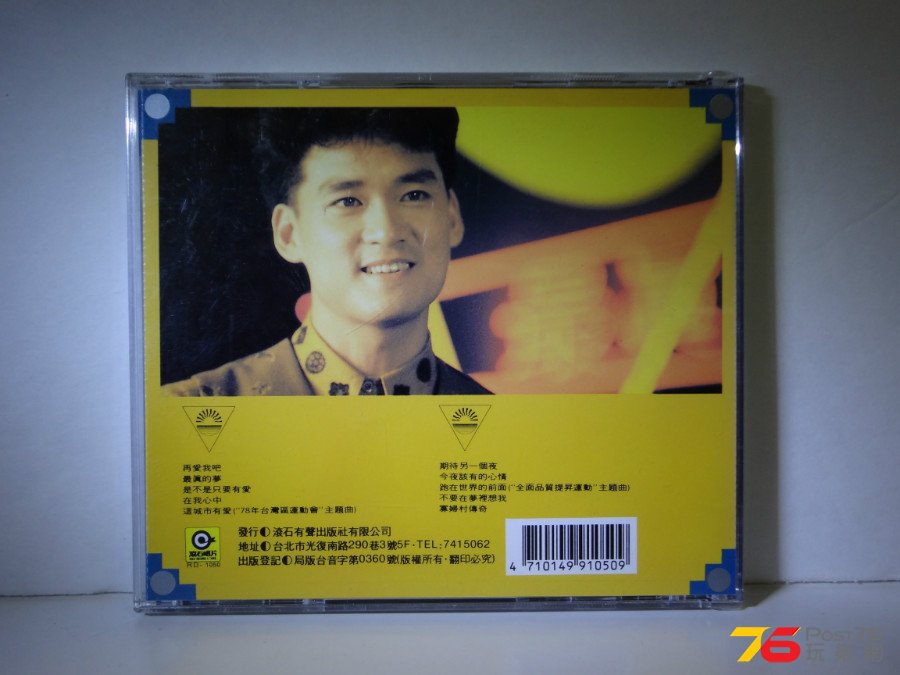 再愛我吧
最真的夢
是不是只要有愛
在我心中
這城市有愛("78年台灣區運動會"主題曲)
期待另一個夜
今夜該有的心情
跑在世界的前面("全面品質提昇運動"主題曲)
不要在夢裡想我
寡婦村傳奇
滾石唱片
RD-1050
發行 滾石有聲出版社有限公司
地址 台北市光復南路290巷3號5F·TEL:7415062
出版登記 局版台音字第0360號(版權所有·翻印必究)
4 710149 910509
76 Post76
玩樂網